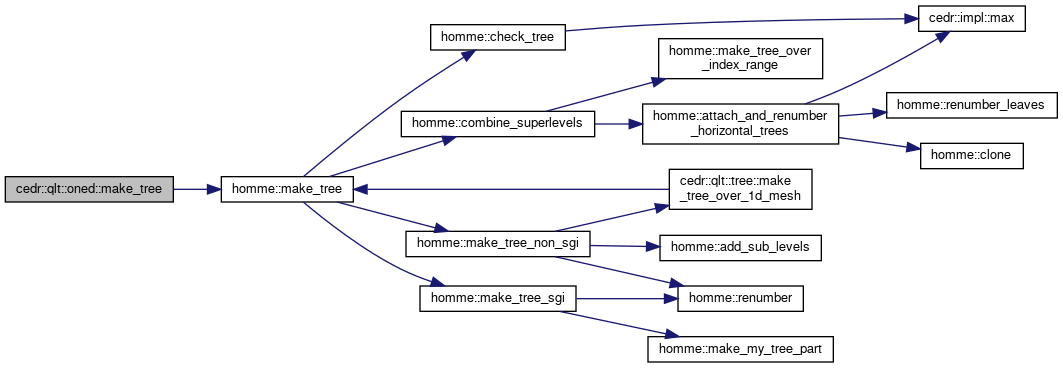 cedr::qlt::oned::make_tree
homme::make_tree
homme::check_tree
homme::combine_superlevels
cedr::qlt::tree::make
_tree_over_1d_mesh
homme::make_tree_non_sgi
homme::make_tree_sgi
homme::make_tree_over
_index_range
homme::attach_and_renumber
_horizontal_trees
homme::add_sub_levels
homme::renumber
homme::make_my_tree_part
cedr::impl::max
homme::renumber_leaves
homme::clone